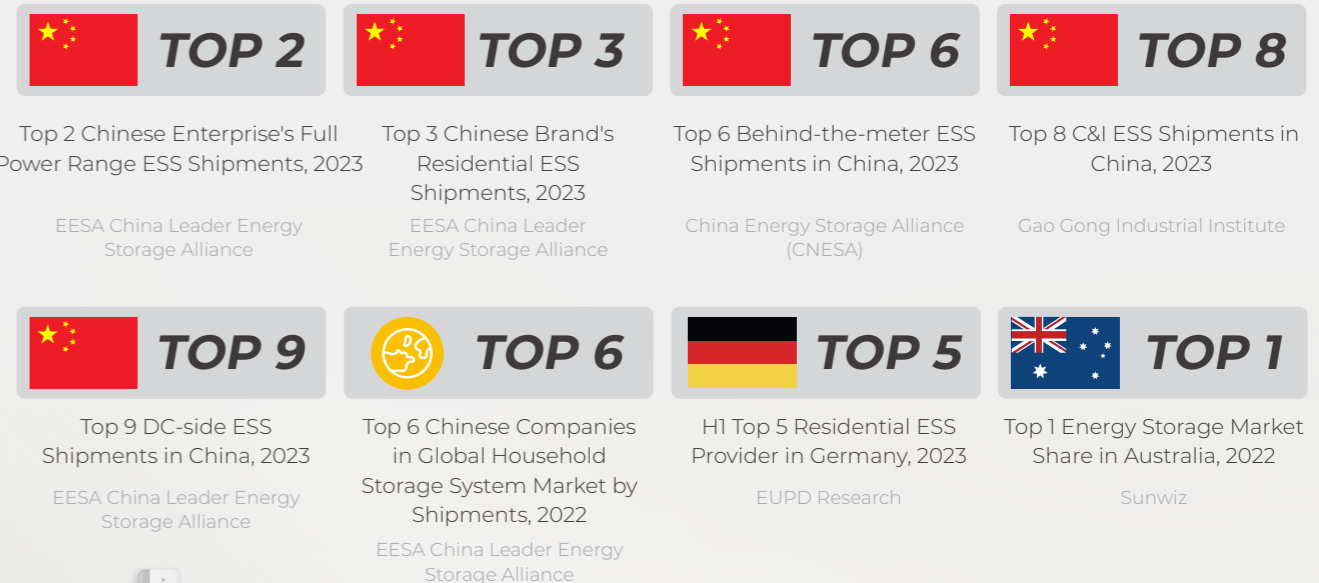 TOP 2
Top 2 Chinese Enterprise's Full
Power Range ESS Shipments, 2023
EESA China Leader Energy
Storage Alliance
TOP 3
Top 3 Chinese Brand's
Residential ESS
Shipments, 2023
EESA China Leader
Energy Storage Alliance
TOP 6
Top 6 Behind-the-meter ESS
Shipments in China, 2023
China Energy Storage Alliance
(CNESA)
TOP 8
Top 8 C&I ESS Shipments in
China, 2023
Gao Gong Industrial Institute
TOP 9
Top 9 DC-side ESS
Shipments in China, 2023
EESA China Leader Energy
Storage Alliance
TOP 6
Top 6 Chinese Companies
in Global Household
Storage System Market by
Shipments, 2022
EESA China Leader Energy
Storage Alliance
TOP 5
H1 Top 5 Residential ESS
Provider in Germany, 2023
EUPD Research
TOP 1
Top 1 Energy Storage Market
Share in Australia, 2022
Sunwiz